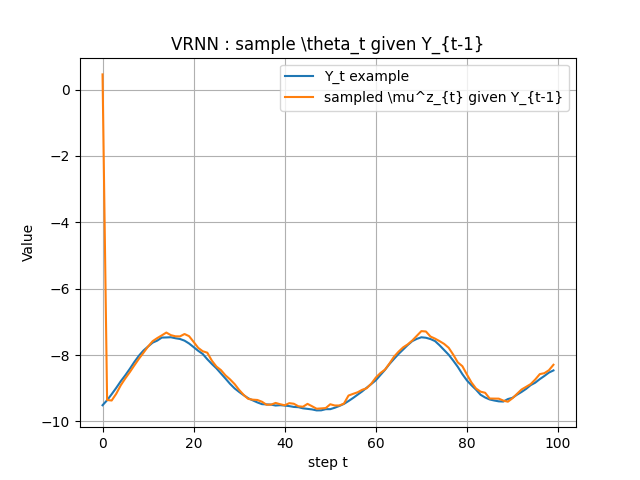 VRNN : sample \theta_t given Y_{t-1}
Y_t example
sampled \mu^z_{t} given Y_{t-1}
Value
0
−2
−4
−6
−8
−10
0 20 40 60 80 100
step t